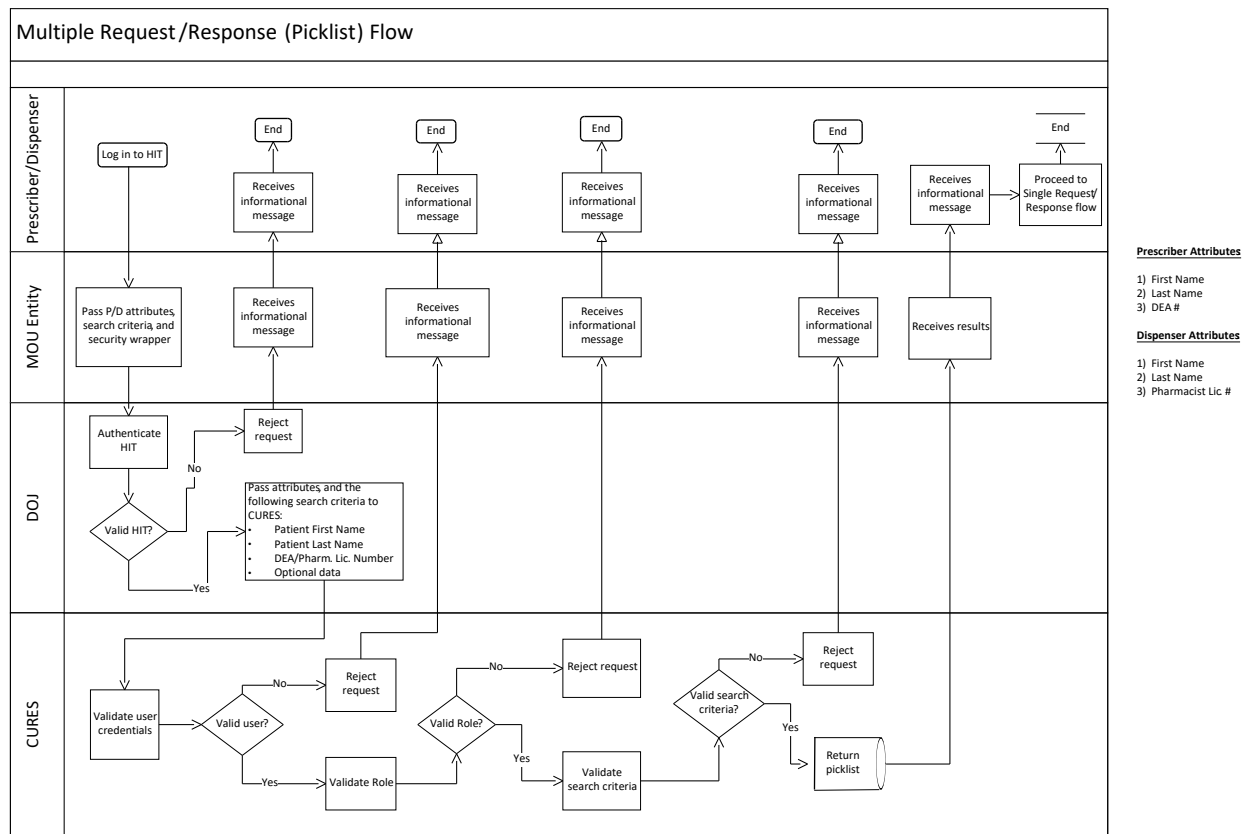 Multiple Request/Response (Picklist) Flow
Prescriber/Dispenser
Log in to HIT
End
Receives
informational
message
End
Receives
informational
message
End
Receives
informational
message
End
Receives
informational
message
Receives
informational
message
End
Proceed to
Single Request/
Response flow
MOU Entity
Pass P/D attributes,
search criteria, and
security wrapper
Receives
informational
message
Receives
informational
message
Receives
informational
message
Receives
informational
message
Receives results
DOJ
Authenticate
HIT
Valid HIT?
No
Reject
request
Yes
Pass attributes, and the
following search criteria to
CURES:
• Patient First Name
• Patient Last Name
• DEA/Pharm. Lic. Number
• Optional data
CURES
Validate user
credentials
Valid user?
No
Reject
request
Yes
Validate Role
Valid Role?
No
Reject request
Yes
Validate
search criteria
Valid search
criteria?
No
Reject
request
Yes
Return
picklist
Prescriber Attributes
1) First Name
2) Last Name
3) DEA #
Dispenser Attributes
1) First Name
2) Last Name
3) Pharmacist Lic. #